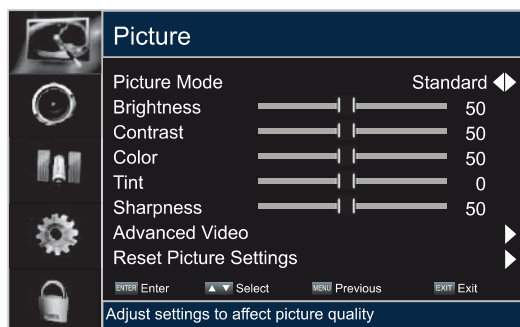 Picture
Picture Mode Standard
Brightness 50
Contrast 50
Color 50
Tint 0
Sharpness 50
Advanced Video
Reset Picture Settings
ENTER Enter Select MENU Previous EXIT Exit
Adjust settings to affect picture quality